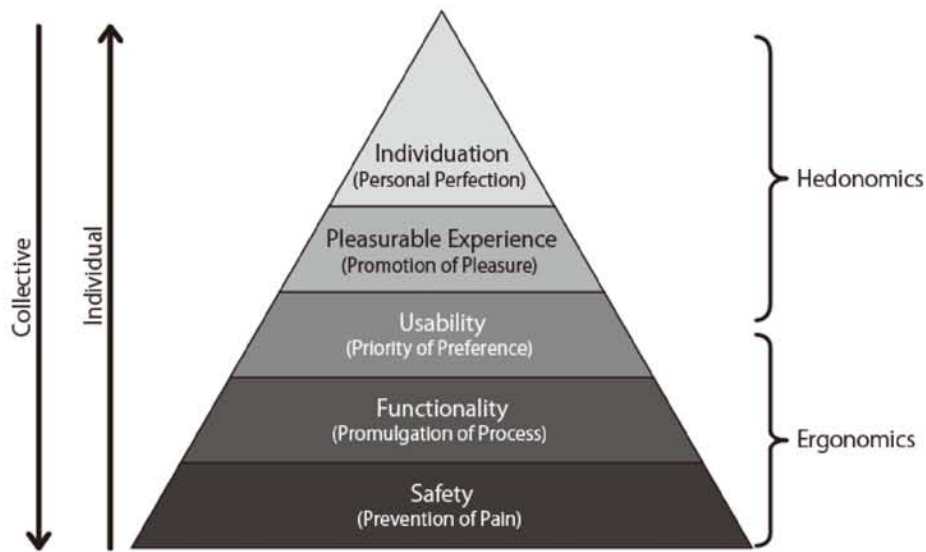 Collective
Individual
Individuation
(Personal Perfection)
Pleasurable Experience
(Promotion of Pleasure)
Usability
(Priority of Preference)
Functionality
(Promulgation of Process)
Safety
(Prevention of Pain)
Hedonomics
Ergonomics